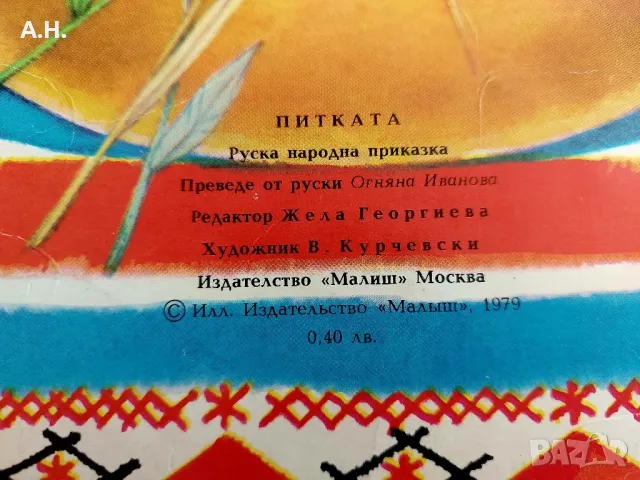 А.Н.
ПИТКАТА
Руска народна приказка
Преведе от руски Огняна Иванова
Редактор Жела Георгиева
Художник В. Курчевски
Издателство «Малиш» Москва
© Илл. Издательство «Малыш», 1979
0,40 лв.
BAZAR